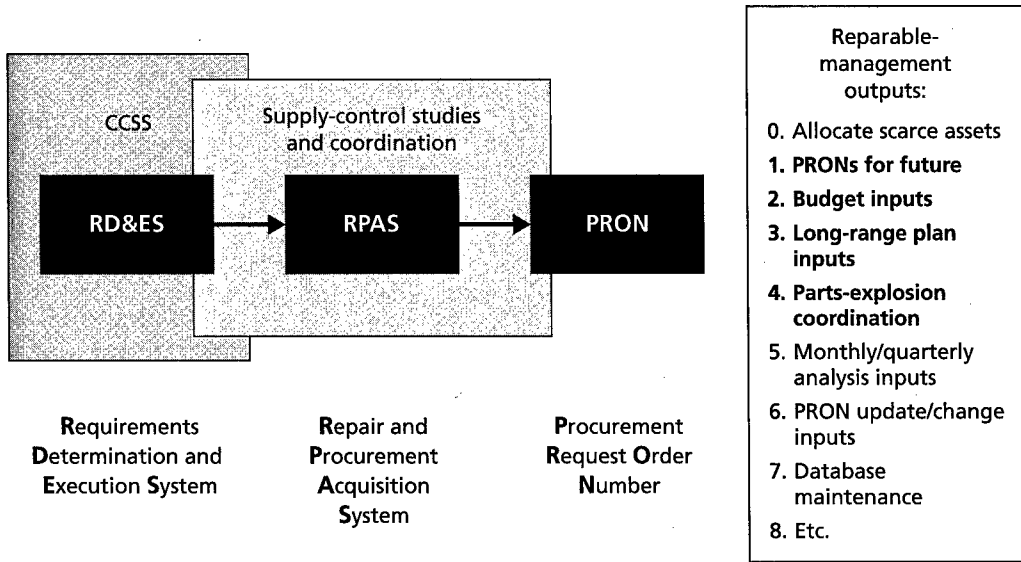 CCSS
Supply-control studies
and coordination
RD&ES
RPAS
PRON
Requirements
Determination and
Execution System
Repair and
Procurement
Acquisition
System
Procurement
Request Order
Number
Reparable-
management
outputs:
0. Allocate scarce assets
1. PRONs for future
2. Budget inputs
3. Long-range plan
inputs
4. Parts-explosion
coordination
5. Monthly/quarterly
analysis inputs
6. PRON update/change
inputs
7. Database
maintenance
8. Etc.